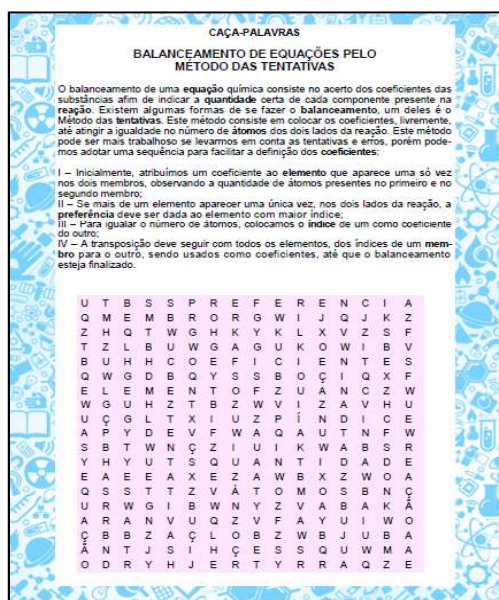 CAÇA-PALAVRAS
BALANCEAMENTO DE EQUAÇÕES PELO
MÉTODO DAS TENTATIVAS
O balanceamento de uma equação química consiste no acerto dos coeficientes das
substâncias afim de indicar a quantidade certa de cada componente presente na
reação. Existem algumas formas de se fazer o balanceamento, um deles é o
Método das tentativas. Este método consiste em colocar os coeficientes, livremente,
até atingir a igualdade no número de átomos dos dois lados da reação. Este método
pode ser mais trabalhoso se levarmos em conta as tentativas e erros, porém pode-
mos adotar uma sequência para facilitar a definição dos coeficientes:
I – Inicialmente, atribuímos um coeficiente ao elemento que aparece uma só vez
nos dois membros, observando a quantidade de átomos presentes no primeiro e no
segundo membro;
II – Se mais de um elemento aparecer uma única vez, nos dois lados da reação, a
preferência deve ser dada ao elemento com maior índice;
III – Para igualar o número de átomos, colocamos o índice de um como coeficiente
do outro;
IV – A transposição deve seguir com todos os elementos, dos índices de um mem-
bro para o outro, sendo usados como coeficientes, até que o balanceamento
esteja finalizado.
U T B S S P R E F E R E N C I A
Q M E M B R O R G W I J Q J K Z
Z H Q T W G H K Y K L X V Z S F
T Z L B U W G A G U K O W I B V
B U H H C O E F I C I E N T E S
Q W G D B Q Y S S B O Ç I Q X F
E L E M E N T O F Z U A N C Z W
W G U H Z T B Z W V I Z A V H U
U Ç G L T X I U Z P Í N D I C E
A P Y D E V F W A Q A U T N F W
S B T W N Ç Z I U I K W A B S R
Y H Y U T S Q U A N T I D A D E
E A E E A X E Z A W B X Z W O A
Q S S T T Z V Á T O M O S B N Ç
U R W G I B W N Y Z V A B A K Ã
A R A N V U Q Z V F A Y U I W O
Ç B B Z A Ç L O B Z W B J U B A
Ã N T J S I H Ç E S S Q U W M A
O D R Y H J E R T Y R R A Q Z E